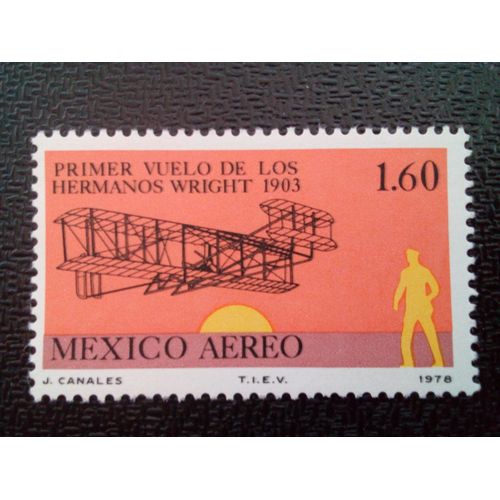 PRIMER VUELO DE LOS
HERMANOS WRIGHT 1903
1.60
MEXICO AEREO
J. CANALES T.I.E.V. 1978